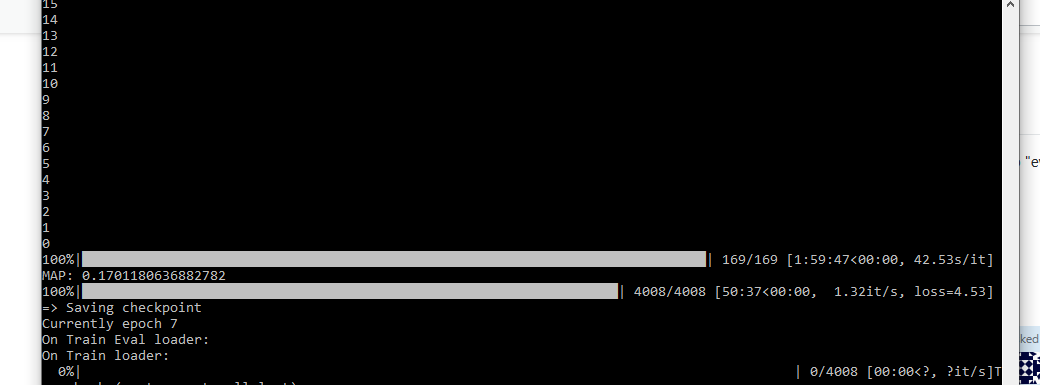 15
14
13
12
11
10
9
8
7
6
5
4
3
2
1
0
100%| | 169/169 [1:59:47<00:00, 42.53s/it]
MAP: 0.1701180636882782
100%| | 4008/4008 [50:37<00:00, 1.32it/s, loss=4.53]
=> Saving checkpoint
Currently epoch 7
On Train Eval loader:
On Train loader:
0%| | 0/4008 [00:00<?, ?it/s]T
"e
ked